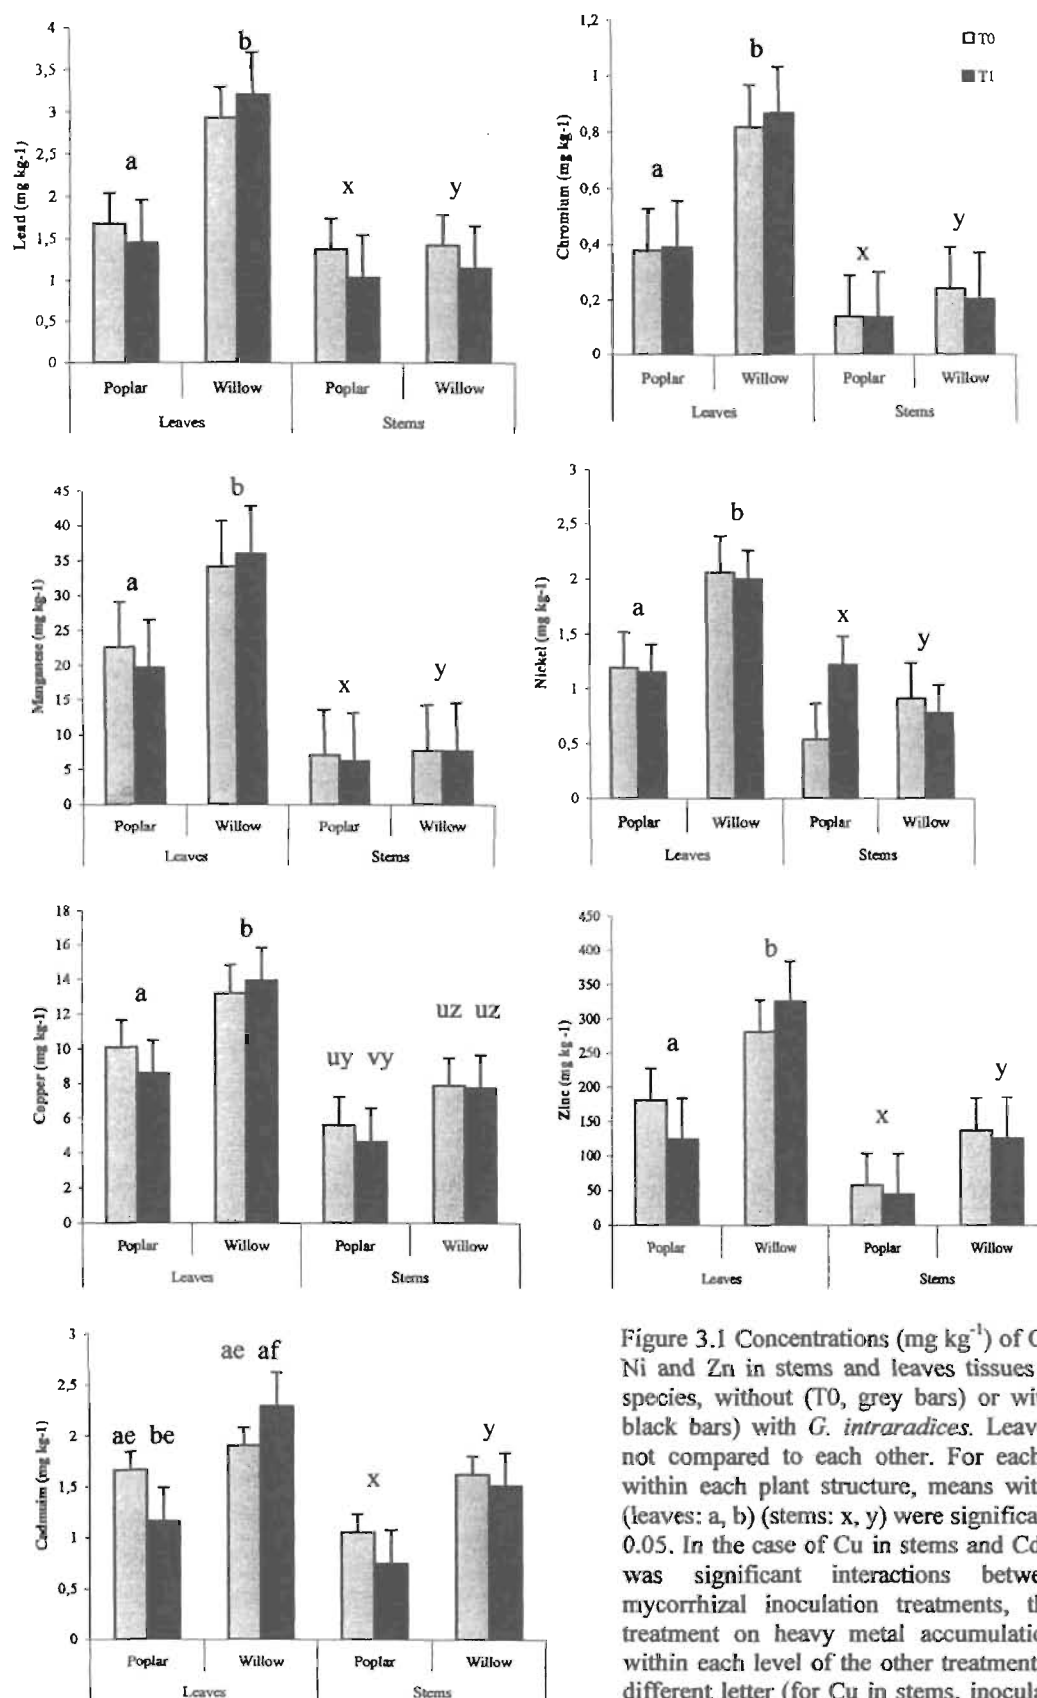 4
3,5
3
2,5
2
1,5
1
0,5
0
Lead (mg kg-1)
a
b
x
y
Poplar Willow Poplar Willow
Leaves Stems
1,2
1
0,8
0,6
0,4
0,2
0
Chromium (mg kg-1)
T0
T1
a
b
x
y
Poplar Willow Poplar Willow
Leaves Stems
45
40
35
30
25
20
15
10
5
0
Manganese (mg kg-1)
a
b
x
y
Poplar Willow Poplar Willow
Leaves Stems
3
2,5
2
1,5
1
0,5
0
Nickel (mg kg-1)
a
b
x
y
Poplar Willow Poplar Willow
Leaves Stems
18
16
14
12
10
8
6
4
2
0
Copper (mg kg-1)
a
b
uy vy
uz uz
Poplar Willow Poplar Willow
Leaves Stems
450
400
350
300
250
200
150
100
50
0
Zinc (mg kg -1)
a
b
x
y
Poplar Willow Poplar Willow
Leaves Stems
3
2,5
2
1,5
1
0,5
0
Cadmuim (mg kg-1)
ae be
ae af
x
y
Poplar Willow Poplar Willow
Leaves Stems
Figure 3.1 Concentrations (mg kg-1) of
Ni and Zn in stems and leaves tissues
species, without (T0, grey bars) or
black bars) with G. intraradices.
not compared to each other. For each
within each plant structure, means
(leaves: a, b) (stems: x, y) were
0.05. In the case of Cu in stems and Cd
was significant interactions
mycorrhizal inoculation treatments,
treatment on heavy metal
within each level of the other treatment
different letter (for Cu in stems,